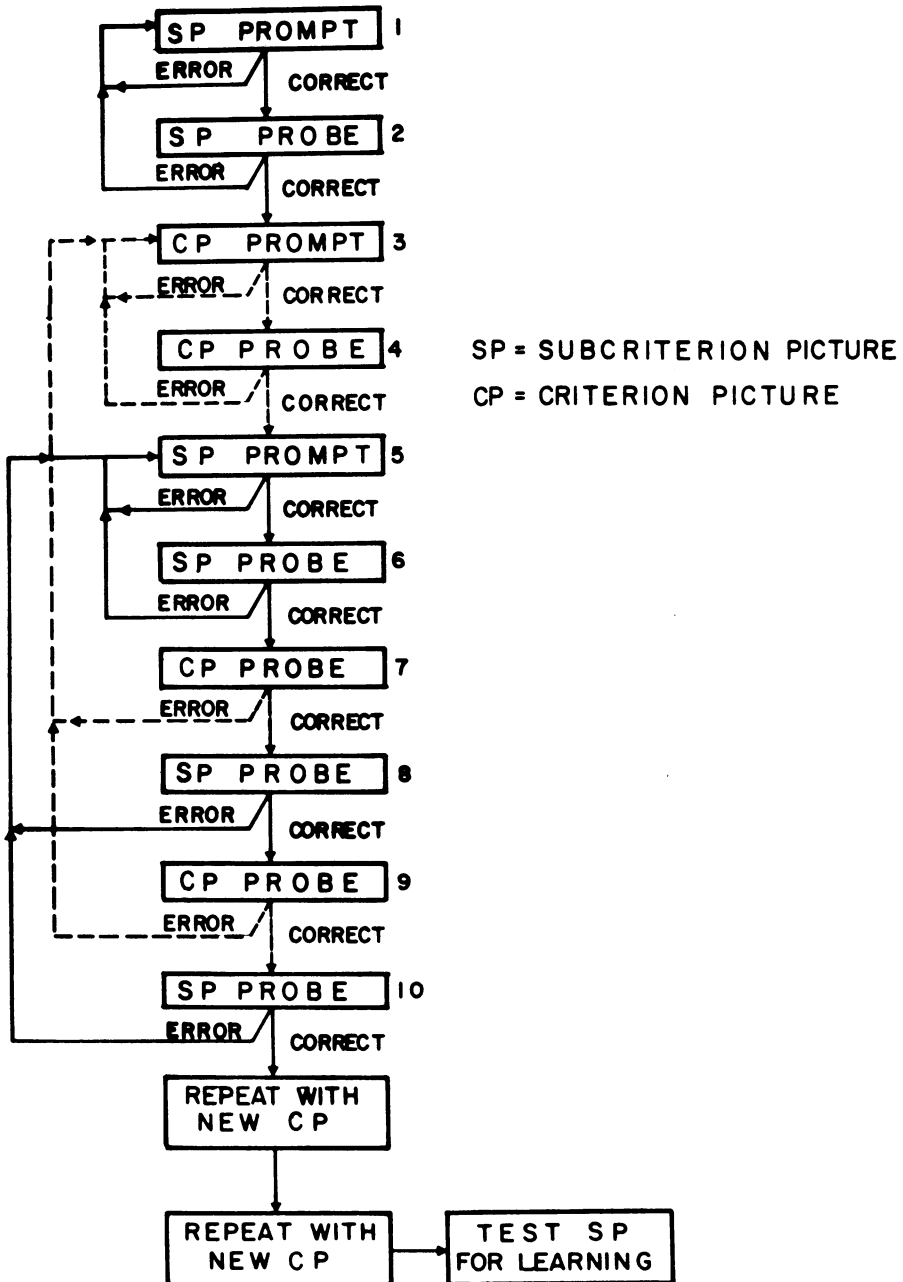 SP PROMPT 1
ERROR
CORRECT
SP PROBE 2
ERROR
CORRECT
CP PROMPT 3
ERROR
CORRECT
CP PROBE 4
SP = SUBCRITERION PICTURE
ERROR
CORRECT
CP = CRITERION PICTURE
SP PROMPT 5
ERROR
CORRECT
SP PROBE 6
ERROR
CORRECT
CP PROBE 7
ERROR
CORRECT
SP PROBE 8
ERROR
CORRECT
CP PROBE 9
ERROR
CORRECT
SP PROBE 10
ERROR
CORRECT
REPEAT WITH
NEW CP
REPEAT WITH
NEW CP
TEST SP
FOR LEARNING